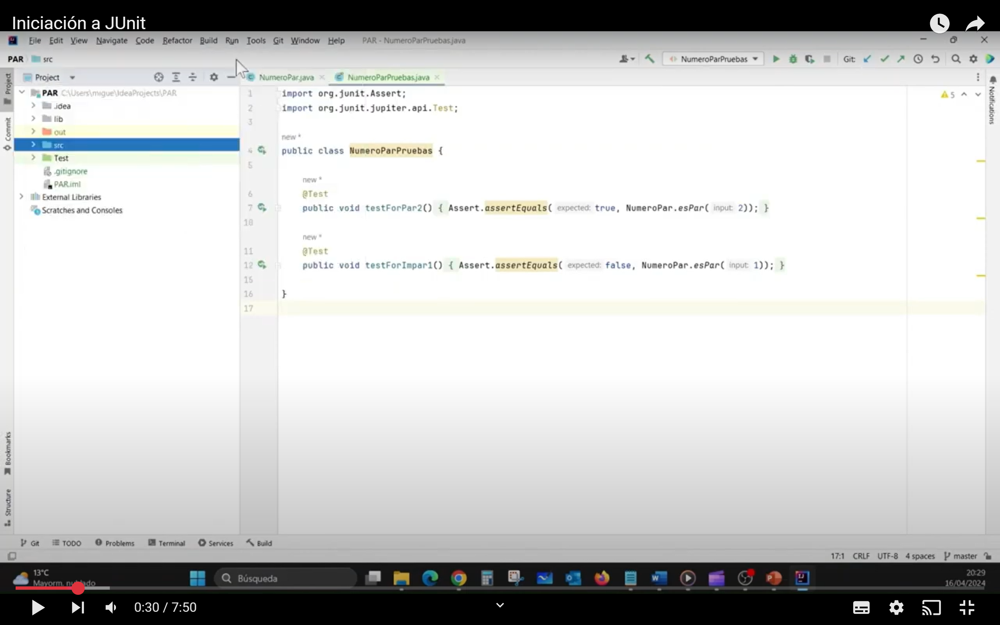 Iniciación a JUnit
File Edit View Navigate Code Refactor Build Run Tools Git Window Help PAR - NumeroParPruebas.java
PAR src NumeroParPruebas Git:
Project NumeroPar.java NumeroParPruebas.java
Project
Commit
Bookmarks
Structure
Notifications
PAR C:\Users\migue\IdeaProjects\PAR
.idea
lib
out
src
Test
.gitignore
PAR.iml
External Libraries
Scratches and Consoles
5
1 import org.junit.Assert;
2 import org.junit.jupiter.api.Test;
3
new *
4 public class NumeroParPruebas {
5
new *
6 @Test
7 public void testForPar2() { Assert.assertEquals( expected: true, NumeroPar.esPar( input: 2)); }
10
new *
11 @Test
12 public void testForImpar1() { Assert.assertEquals( expected: false, NumeroPar.esPar( input: 1)); }
15
16 }
17
Git TODO Problems Terminal Services Build
17:1 CRLF UTF-8 4 spaces master
13°C
Mayorm. nublado
Búsqueda
20:29
16/04/2024
0:30 / 7:50